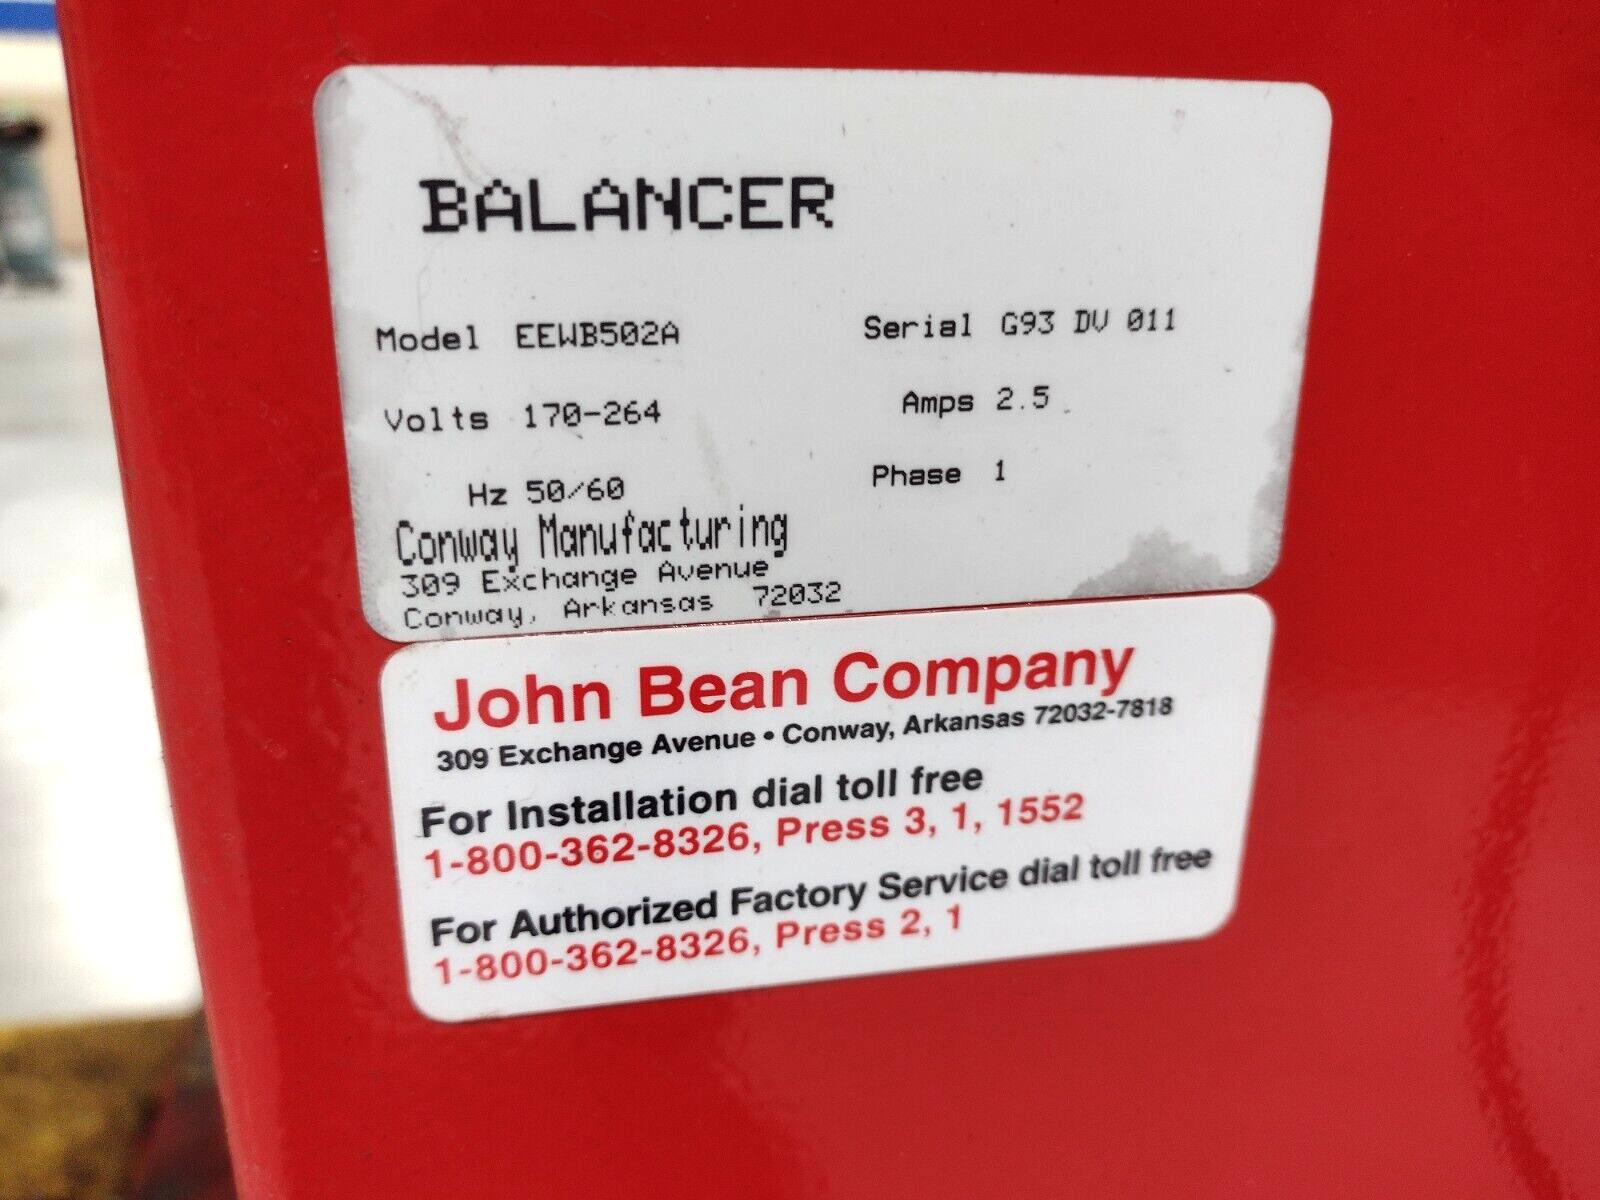 BALANCER
Model EEWB502A Serial G93 DV 011
Volts 170-264 Amps 2.5
Hz 50/60 Phase 1
Conway Manufacturing
309 Exchange Avenue
Conway, Arkansas 72032
John Bean Company
309 Exchange Avenue • Conway, Arkansas 72032-7818
For Installation dial toll free
1-800-362-8326, Press 3, 1, 1552
For Authorized Factory Service dial toll free
1-800-362-8326, Press 2, 1